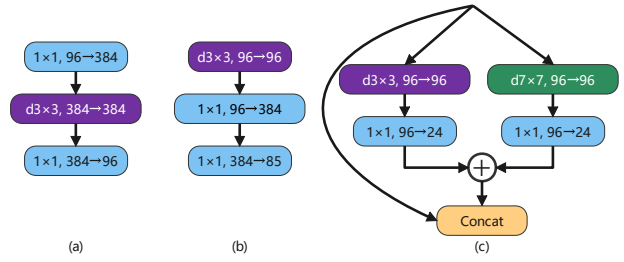 1×1, 96→384
d3×3, 384→384
1×1, 384→96
(a)
d3×3, 96→96
1×1, 96→384
1×1, 384→85
(b)
d3×3, 96→96
d7×7, 96→96
1×1, 96→24
1×1, 96→24
+
Concat
(c)